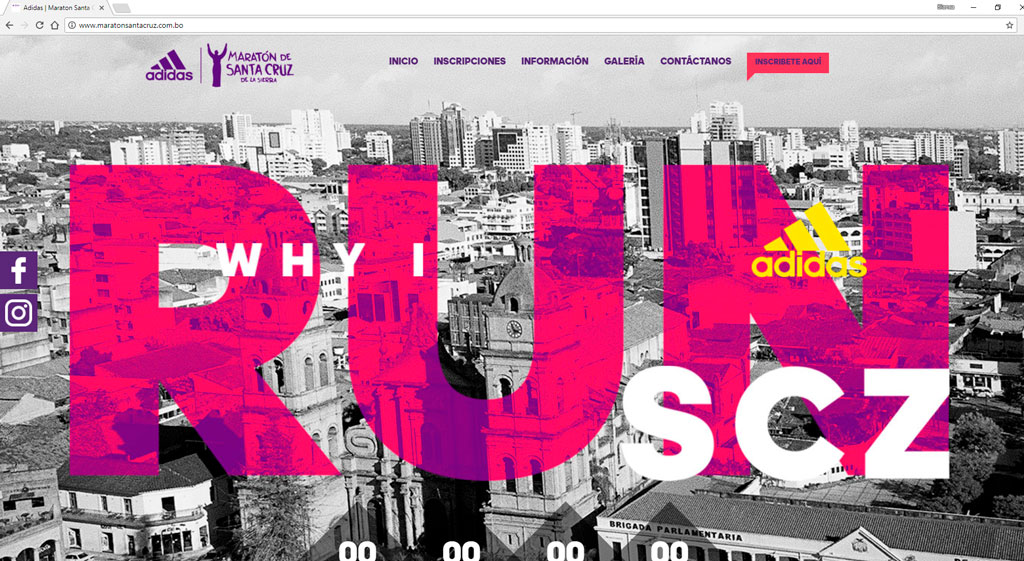 Adidas | Maraton Santa
www.maratonsantacruz.com.bo
adidas
MARATÓN DE
SANTA CRUZ
DE LA SIERRA
INICIO
INSCRIPCIONES
INFORMACIÓN
GALERÍA
CONTÁCTANOS
INSCRIBETE AQUÍ
RUN
WHY I
adidas
SCZ
BRIGADA PARLAMENTARIA
00 00 00 00